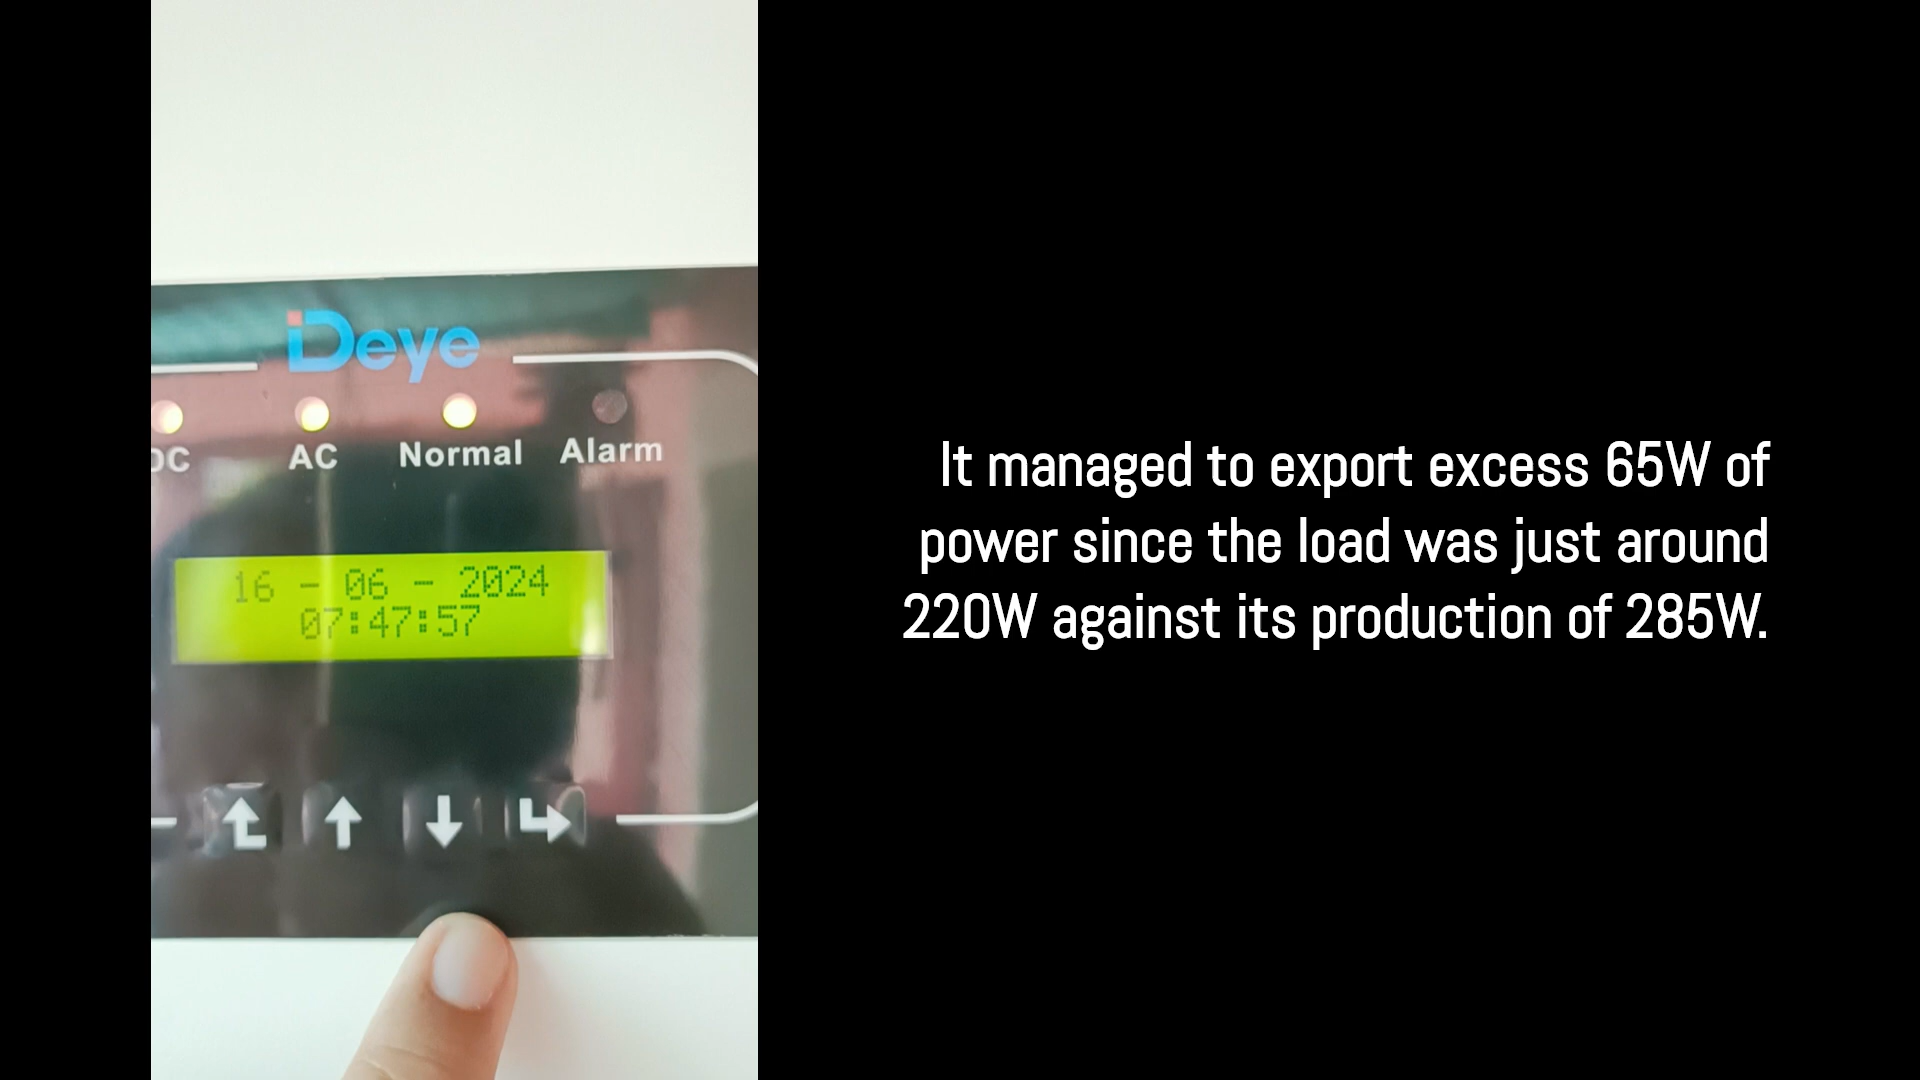 Deye
DC AC Normal Alarm
16 - 06 - 2024
07:47:57
It managed to export excess 65W of
power since the load was just around
220W against its production of 285W.